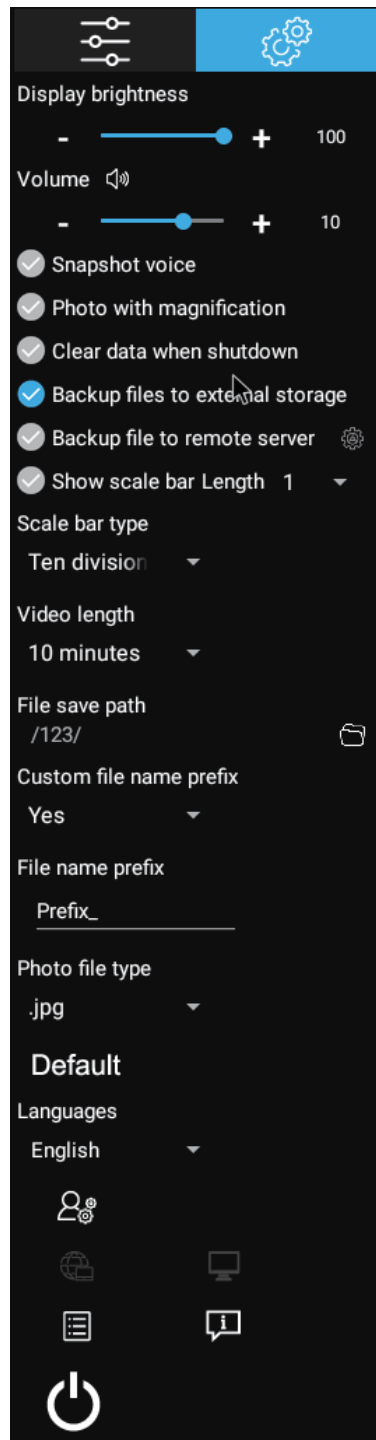 Display brightness
- + 100
Volume
- + 10
Snapshot voice
Photo with magnification
Clear data when shutdown
Backup files to external storage
Backup file to remote server
Show scale bar Length 1
Scale bar type
Ten division
Video length
10 minutes
File save path
/123/
Custom file name prefix
Yes
File name prefix
Prefix_
Photo file type
.jpg
Default
Languages
English